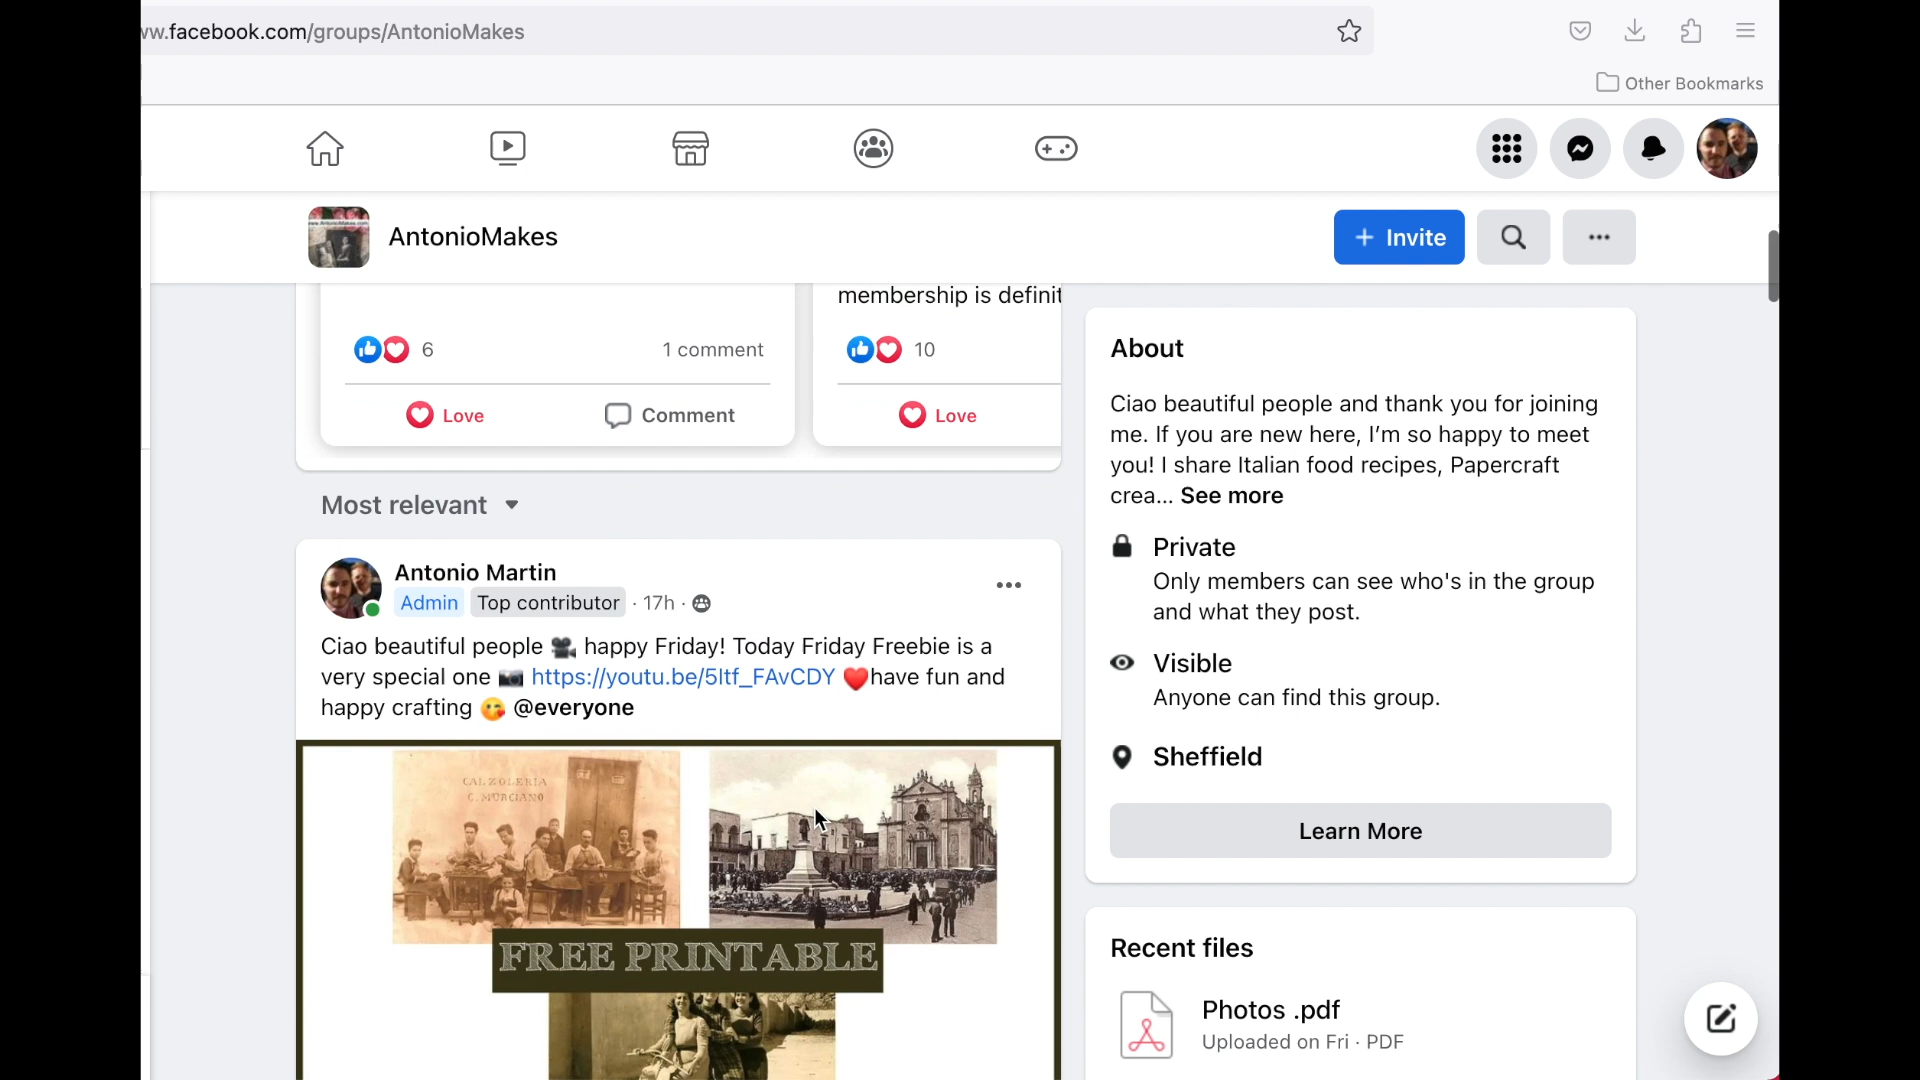 ww.facebook.com/groups/AntonioMakes
Other Bookmarks
AntonioMakes
+ Invite
membership is definit
6
1 comment
10
Love
Comment
Love
Most relevant
Antonio Martin
Admin Top contributor · 17h ·
Ciao beautiful people 🎥 happy Friday! Today Friday Freebie is a
very special one 📷 https://youtu.be/5Itf_FAvCDY ❤️have fun and
happy crafting 😘 @everyone
CALZOLERIA
C. MURCIANO
FREE PRINTABLE
About
Ciao beautiful people and thank you for joining
me. If you are new here, I'm so happy to meet
you! I share Italian food recipes, Papercraft
crea... See more
Private
Only members can see who's in the group
and what they post.
Visible
Anyone can find this group.
Sheffield
Learn More
Recent files
Photos .pdf
Uploaded on Fri · PDF